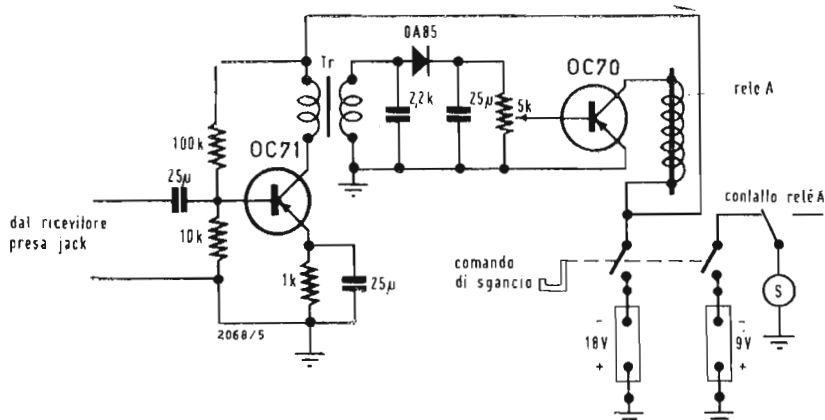 Tr
OA85
OC70
2,2k
25µ
5k
relè A
100k
OC71
25µ
dal ricevitore
presa jack
10k
1k
25µ
2068/5
contatto relé A
comando
di sgancio
S
-
18V
+
-
9V
+